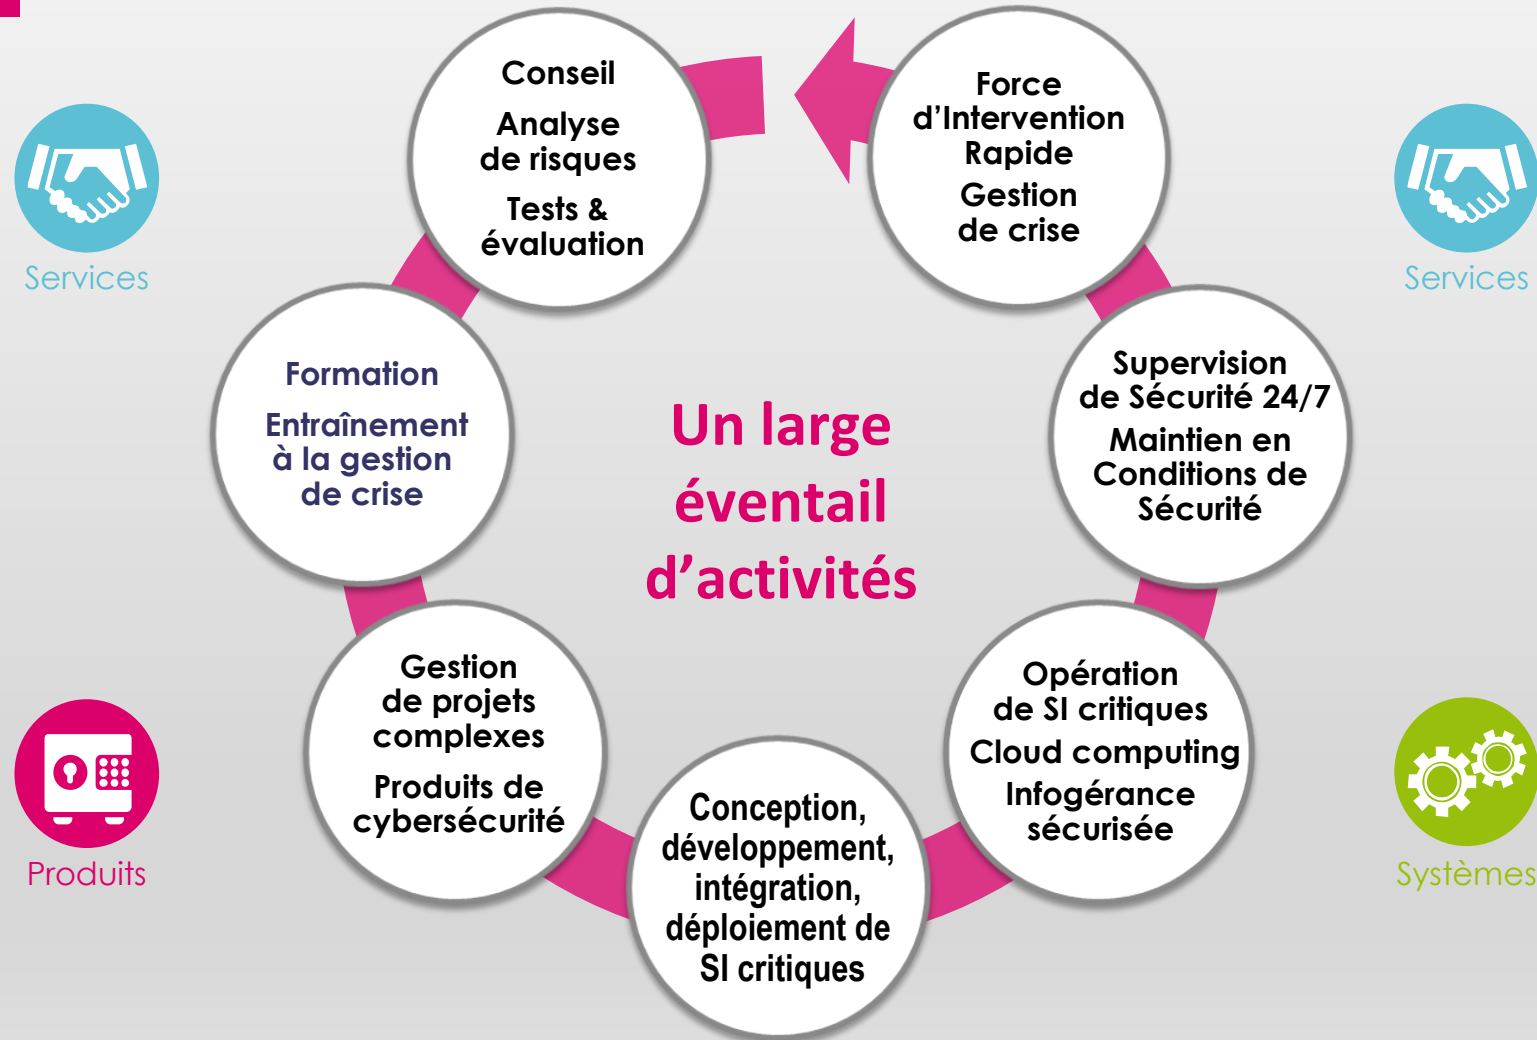 Conseil
Analyse
de risques
Tests &
évaluation
Force
d’Intervention
Rapide
Gestion
de crise
Services
Services
Formation
Entraînement
à la gestion
de crise
Un large
éventail
d’activités
Supervision
de Sécurité 24/7
Maintien en
Conditions de
Sécurité
Gestion
de projets
complexes
Produits de
cybersécurité
Opération
de SI critiques
Cloud computing
Infogérance
sécurisée
Conception,
développement,
intégration,
déploiement de
SI critiques
Produits
Systèmes